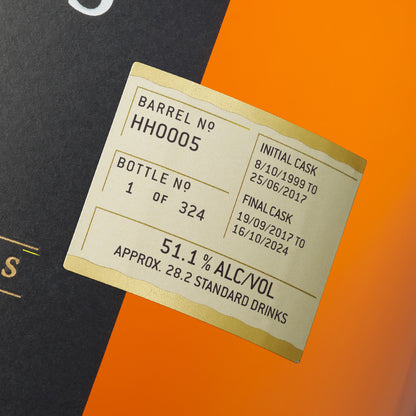 S
BARREL Nº
HH0005
BOTTLE Nº
1 OF 324
INITIAL CASK
8/10/1999 TO
25/06/2017
FINAL CASK
19/09/2017 TO
16/10/2024
51.1 % ALC/VOL
APPROX. 28.2 STANDARD DRINKS